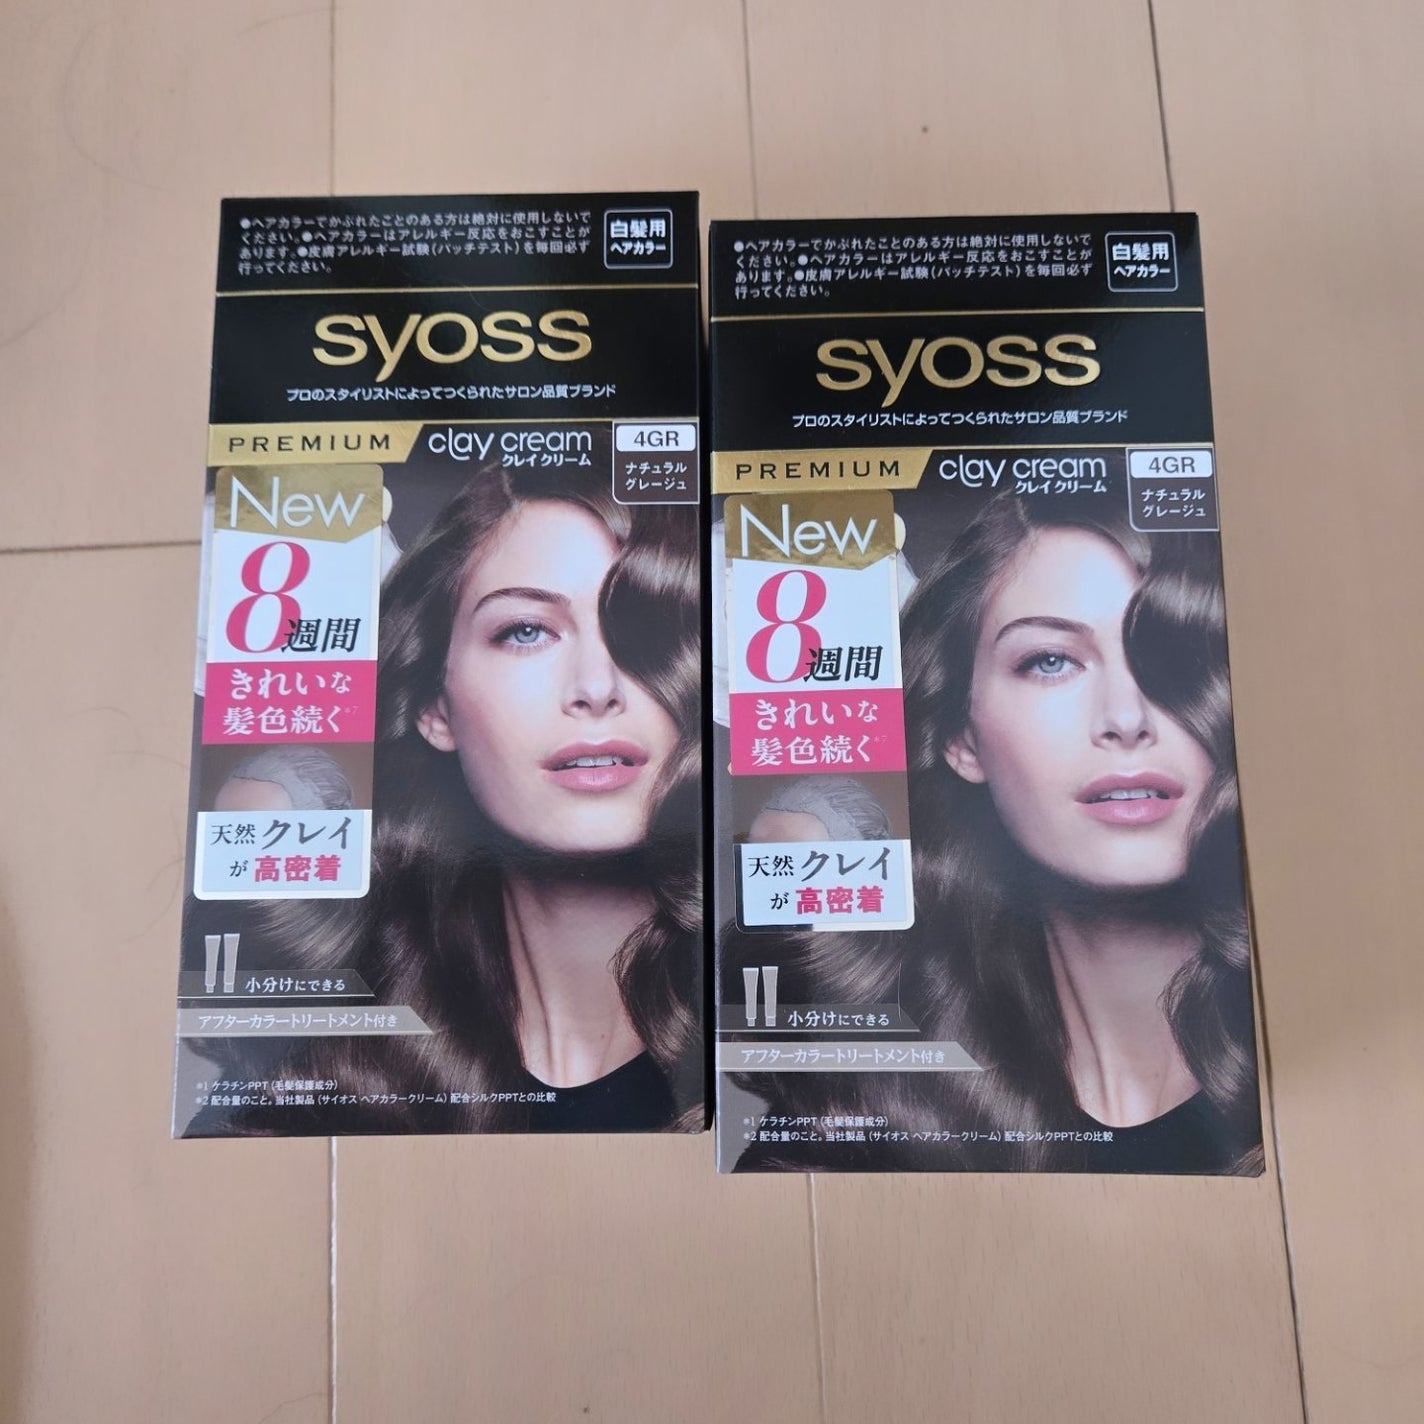 ●ヘアカラーでかぶれたことのある方は絶対に使用しないで
ください。●ヘアカラーはアレルギー反応をおこすことが
あります。●皮膚アレルギー試験(パッチテスト)を毎回必ず
行ってください。
白髪用
ヘアカラー
syoss
プロのスタイリストによってつくられたサロン品質ブランド
PREMIUM
clay cream
クレイクリーム
4GR
ナチュラル
グレージュ
New
8週間
きれいな
髪色続く*7
天然クレイ
が高密着
小分けにできる
アフターカラートリートメント付き
*1 ケラチンPPT(毛髪保護成分)
*2 配合量のこと。当社製品(サイオス ヘアカラークリーム)配合シルクPPTとの比較
●ヘアカラーでかぶれたことのある方は絶対に使用しないで
ください。●ヘアカラーはアレルギー反応をおこすことが
あります。●皮膚アレルギー試験(パッチテスト)を毎回必ず
行ってください。
白髪用
ヘアカラー
syoss
プロのスタイリストによってつくられたサロン品質ブランド
PREMIUM
clay cream
クレイクリーム
4GR
ナチュラル
グレージュ
New
8週間
きれいな
髪色続く*7
天然クレイ
が高密着
小分けにできる
アフターカラートリートメント付き
*1 ケラチンPPT(毛髪保護成分)
*2 配合量のこと。当社製品(サイオス ヘアカラークリーム)配合シルクPPTとの比較